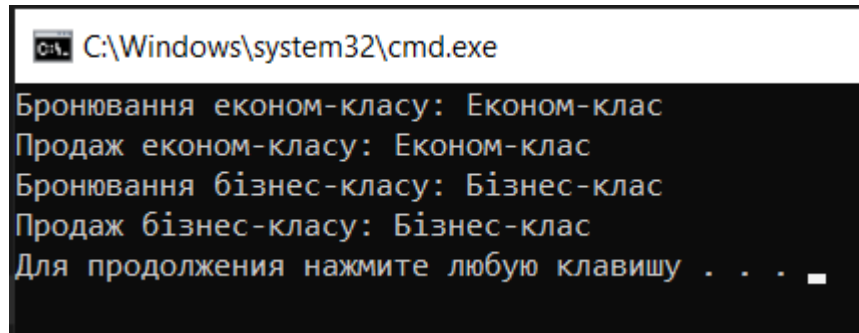 C:\Windows\system32\cmd.exe
Бронювання економ-класу: Економ-клас
Продаж економ-класу: Економ-клас
Бронювання бізнес-класу: Бізнес-клас
Продаж бізнес-класу: Бізнес-клас
Для продолжения нажмите любую клавишу . . .